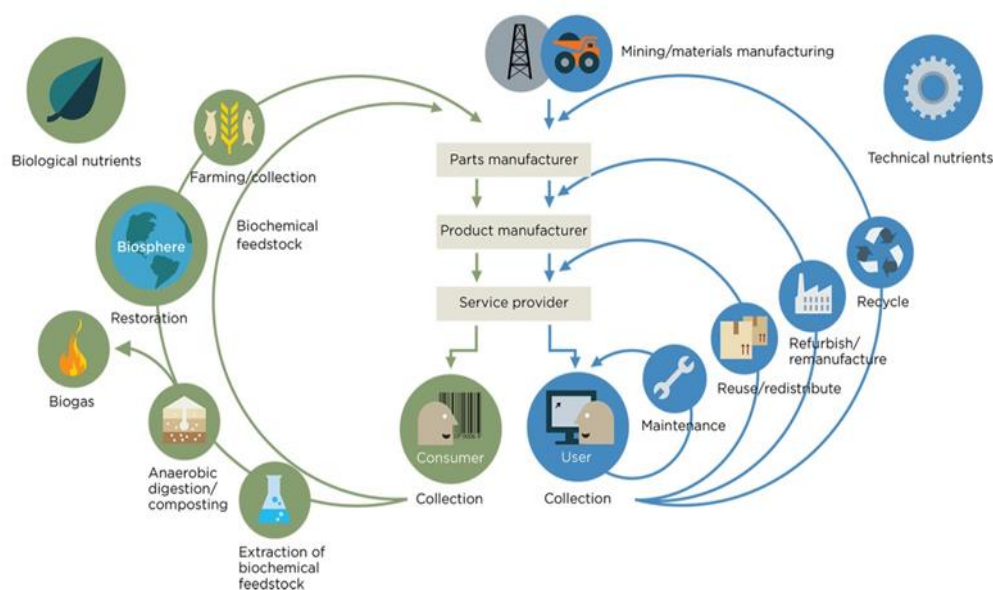 Mining/materials manufacturing
Biological nutrients
Technical nutrients
Farming/collection
Parts manufacturer
Biochemical
feedstock
Product manufacturer
Biosphere
Restoration
Service provider
Recycle
Refurbish/
remanufacture
Reuse/redistribute
Biogas
Maintenance
Consumer
User
Collection
Collection
Anaerobic
digestion/
composting
Extraction of
biochemical
feedstock